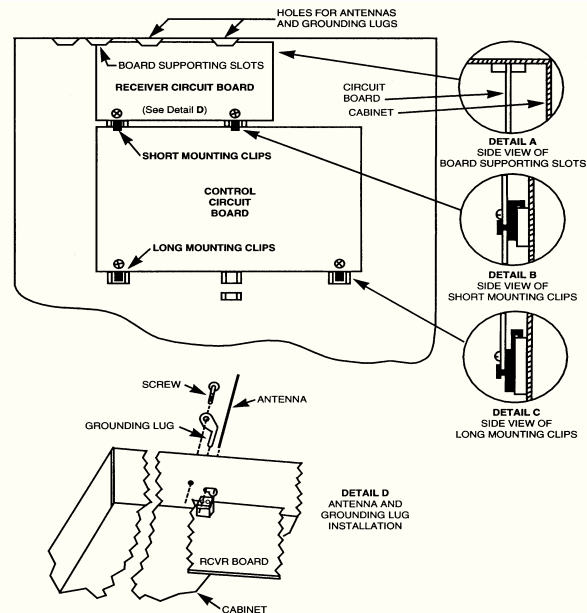 HOLES FOR ANTENNAS
AND GROUNDING LUGS
BOARD SUPPORTING SLOTS
RECEIVER CIRCUIT BOARD
(See Detail D)
SHORT MOUNTING CLIPS
CONTROL
CIRCUIT
BOARD
LONG MOUNTING CLIPS
CIRCUIT
BOARD
CABINET
DETAIL A
SIDE VIEW OF
BOARD SUPPORTING SLOTS
DETAIL B
SIDE VIEW OF
SHORT MOUNTING CLIPS
DETAIL C
SIDE VIEW OF
LONG MOUNTING CLIPS
SCREW
ANTENNA
GROUNDING LUG
DETAIL D
ANTENNA AND
GROUNDING LUG
INSTALLATION
RCVR BOARD
CABINET